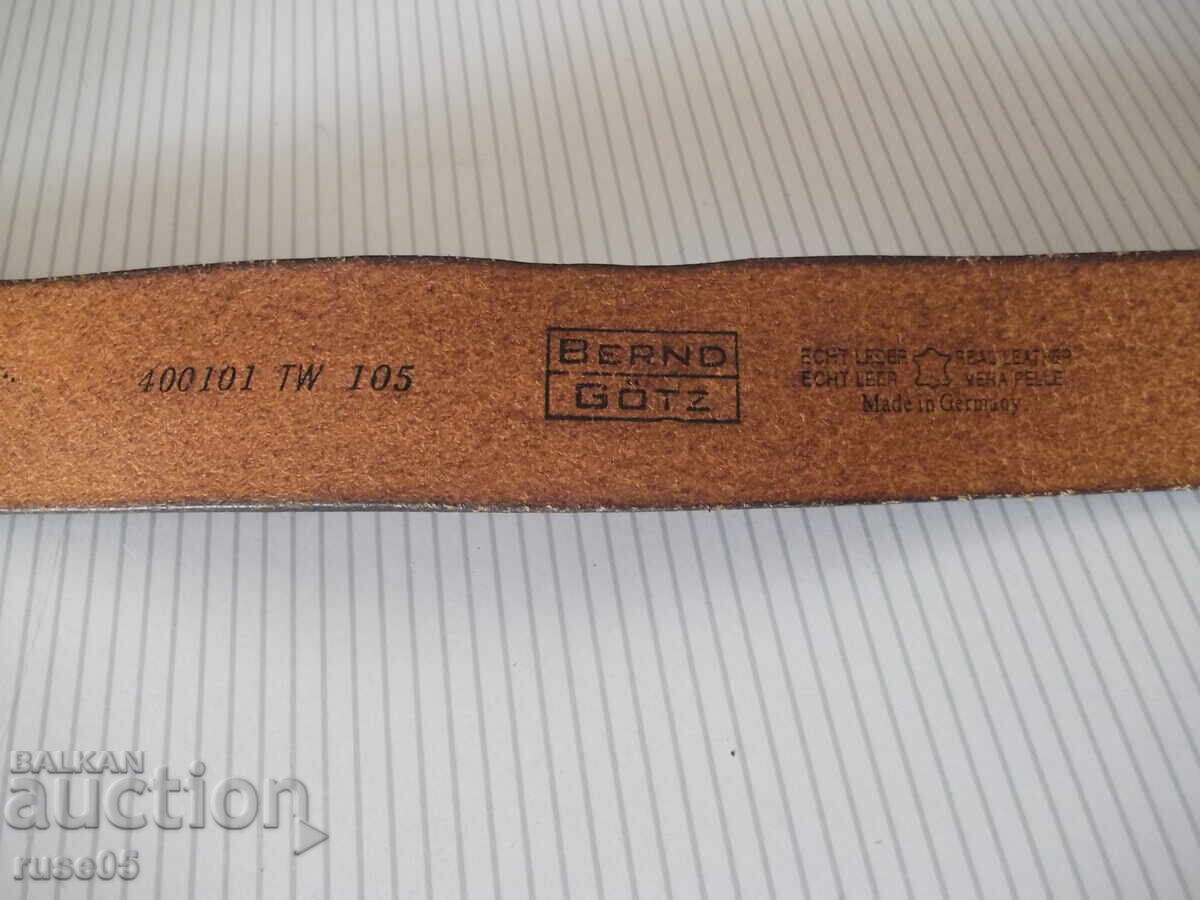 400101 TW 105
BERND
GÖTZ
ECHT LEDER REAL LEATHER
ECHT LEER VERA PELLE
Made in Germany
BALKAN
auction
ruse05